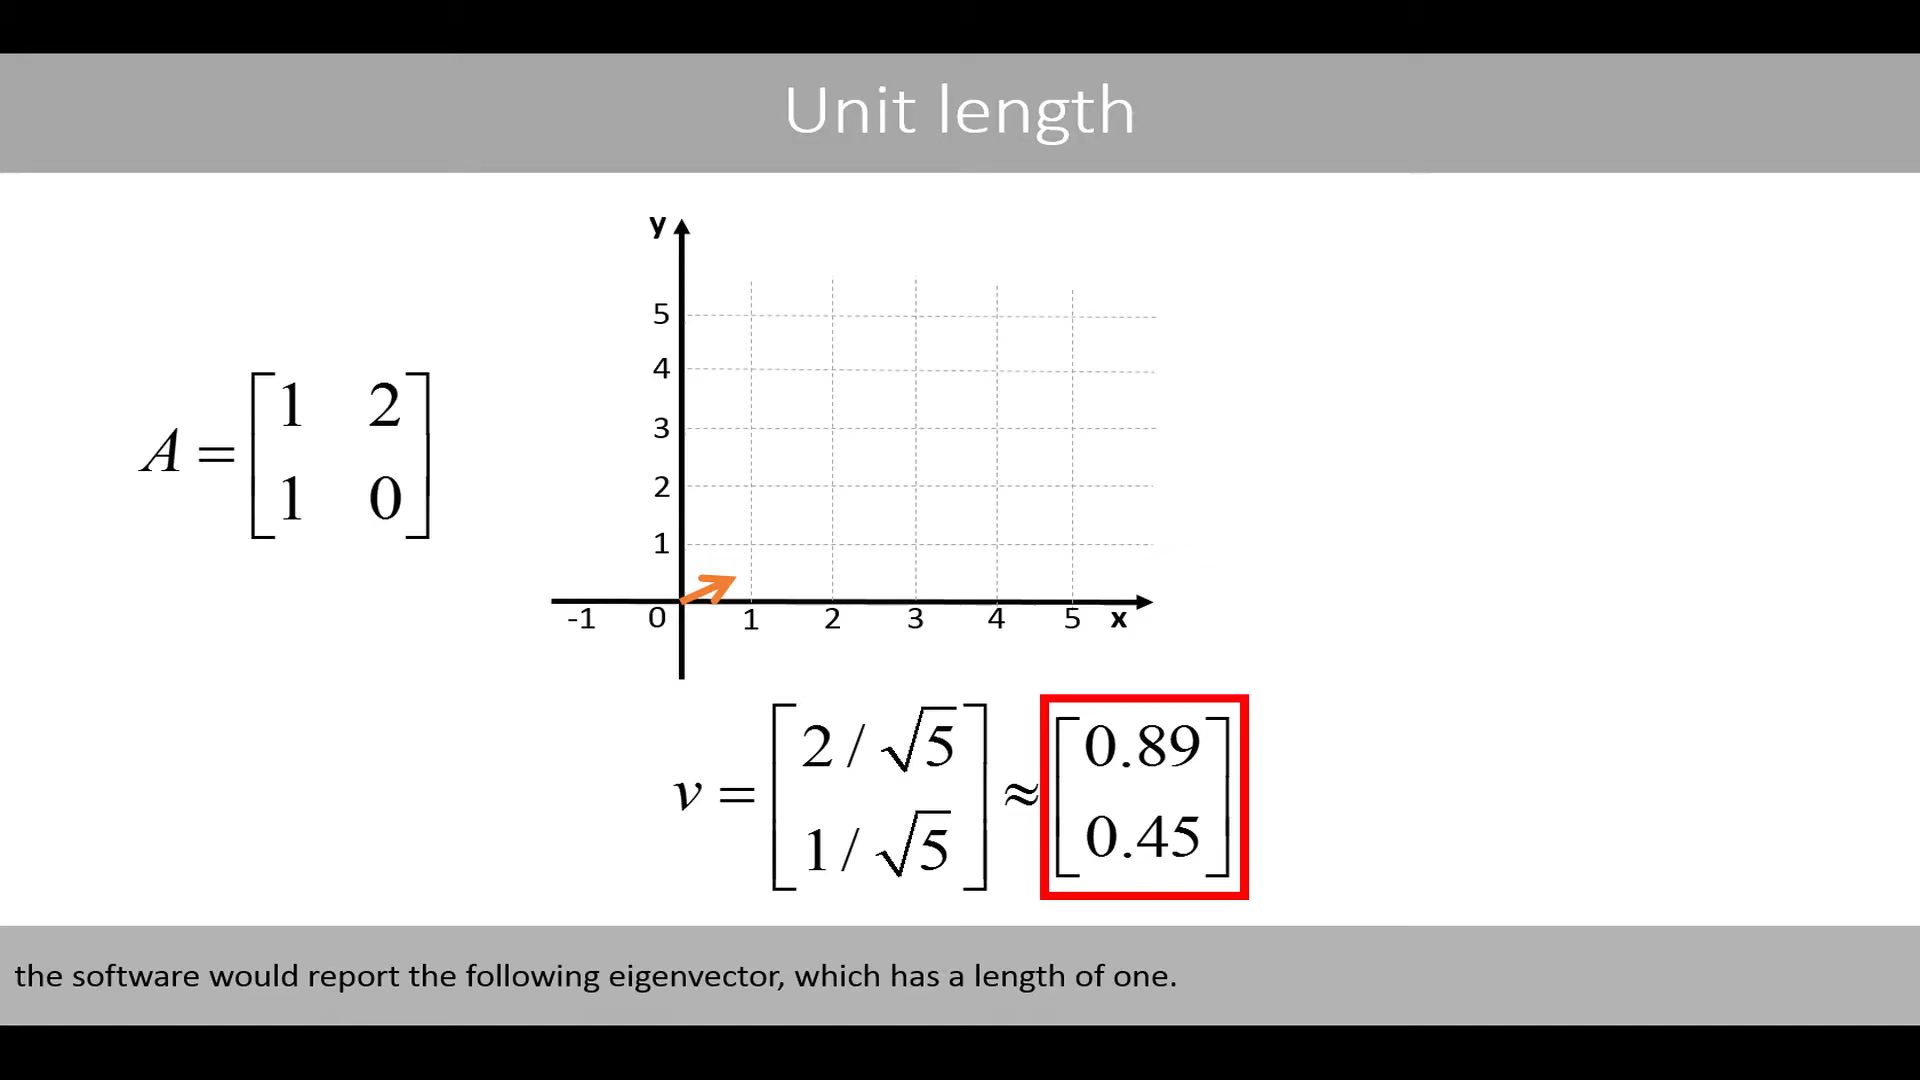 Unit length
y
5
4
3
2
1
-1 0 1 2 3 4 5 x
A = [1 2
1 0]
v = [2 / √5
1 / √5] ≈ [0.89
0.45]
the software would report the following eigenvector, which has a length of one.